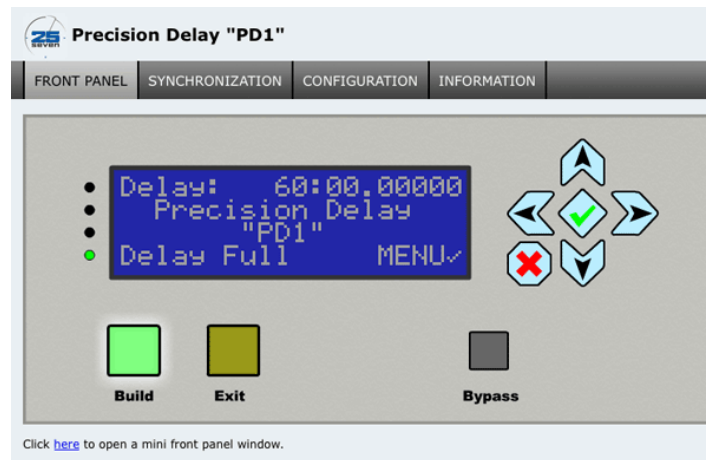 25
seven
Precision Delay "PD1"
FRONT PANEL SYNCHRONIZATION CONFIGURATION INFORMATION
Delay: 60:00.00000
Precision Delay
"PD1"
Delay Full MENU✓
Build Exit Bypass
Click here to open a mini front panel window.